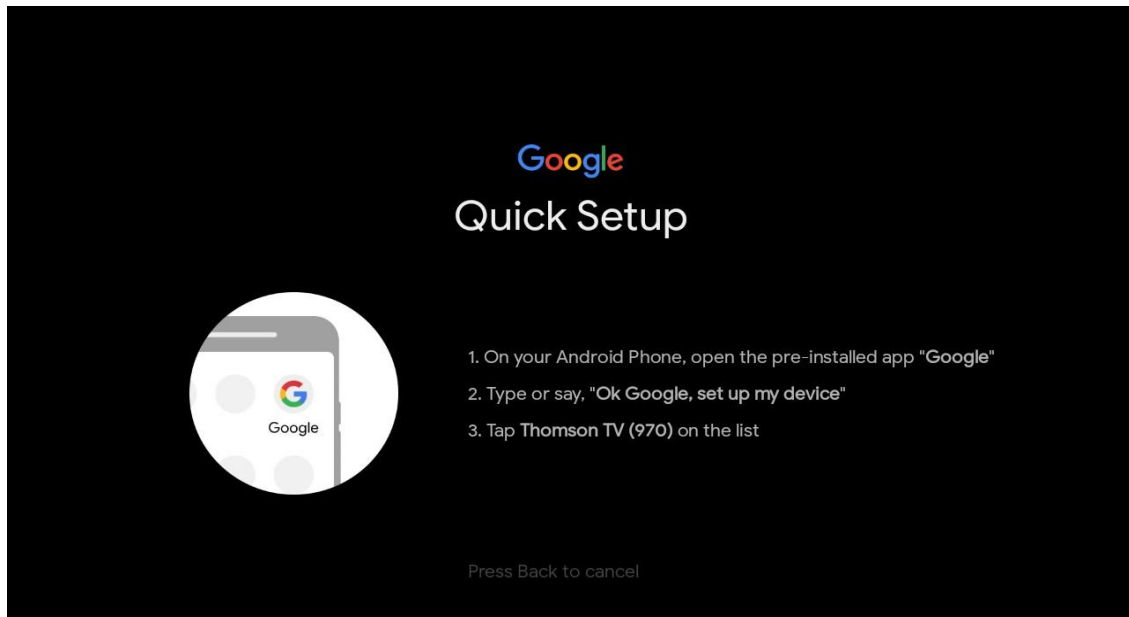 Google
Quick Setup
Google
1. On your Android Phone, open the pre-installed app "Google"
2. Type or say, "Ok Google, set up my device"
3. Tap Thomson TV (970) on the list
Press Back to cancel